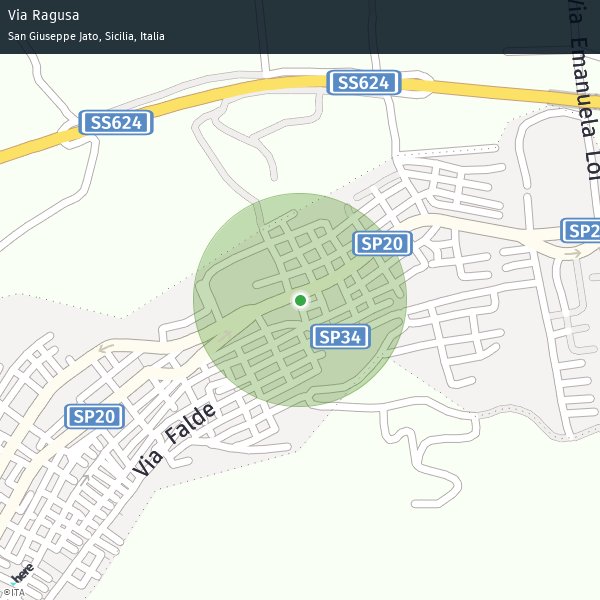 Via Ragusa
San Giuseppe Jato, Sicilia, Italia
Via Emanuela Loi
SS624
SS624
SP20
SP2
SP34
SP20
Via Falde
here
©ITA